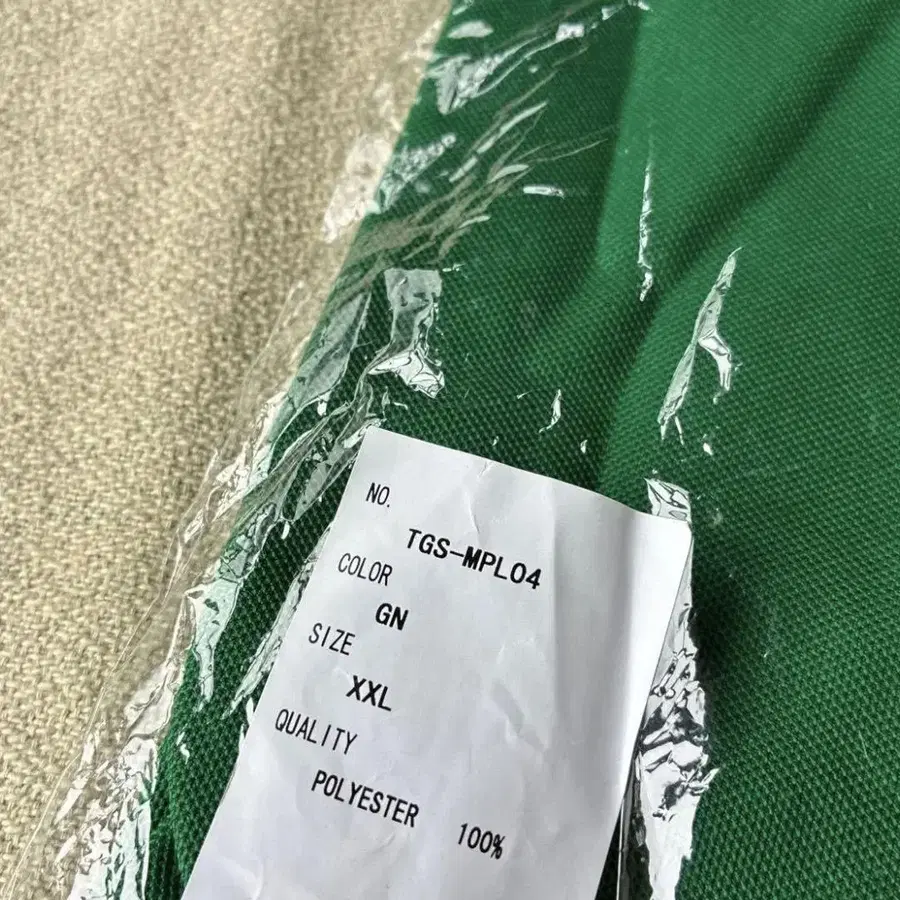 NO.
TGS-MPL04
COLOR
GN
SIZE
XXL
QUALITY
POLYESTER 100%